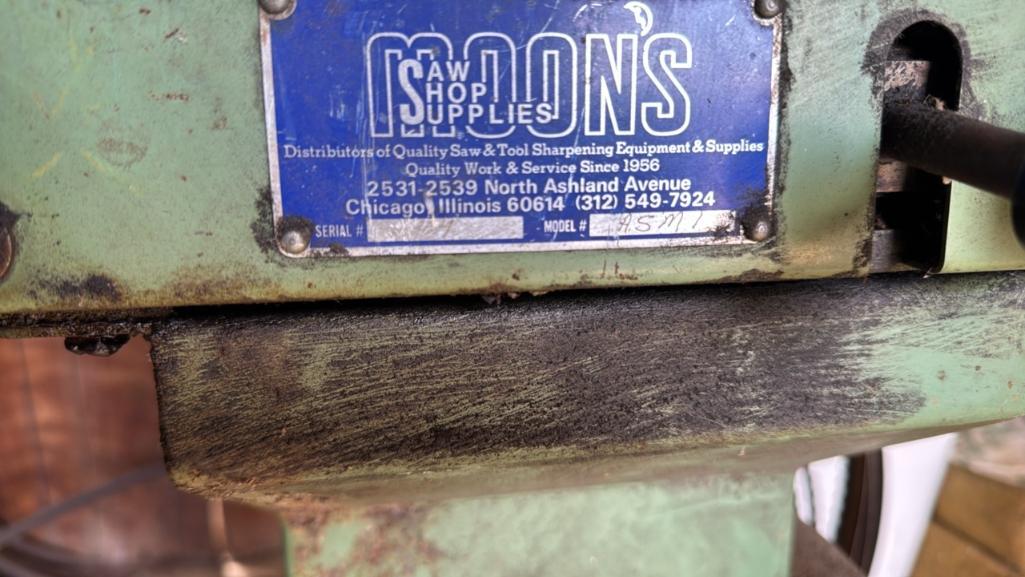 MOON'S
SAW
SHOP
SUPPLIES
Distributors of Quality Saw & Tool Sharpening Equipment & Supplies
Quality Work & Service Since 1956
2531-2539 North Ashland Avenue
Chicago, Illinois 60614 (312) 549-7924
SERIAL # MODEL # ASM1